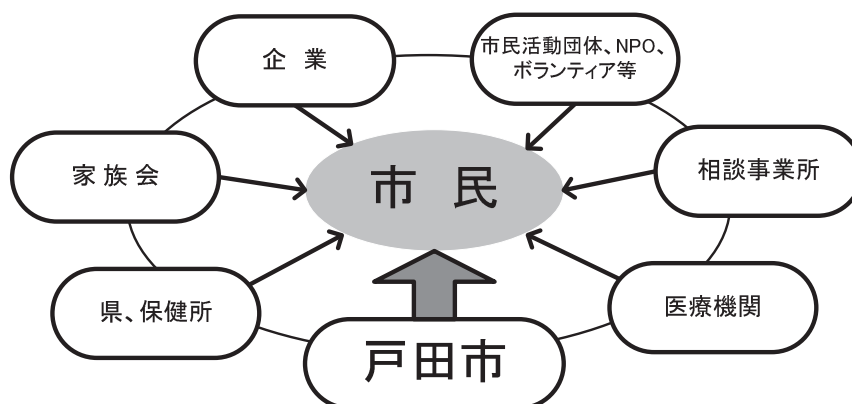 企業
市民活動団体、NPO、
ボランティア等
家族会
市民
相談事業所
県、保健所
医療機関
戸田市